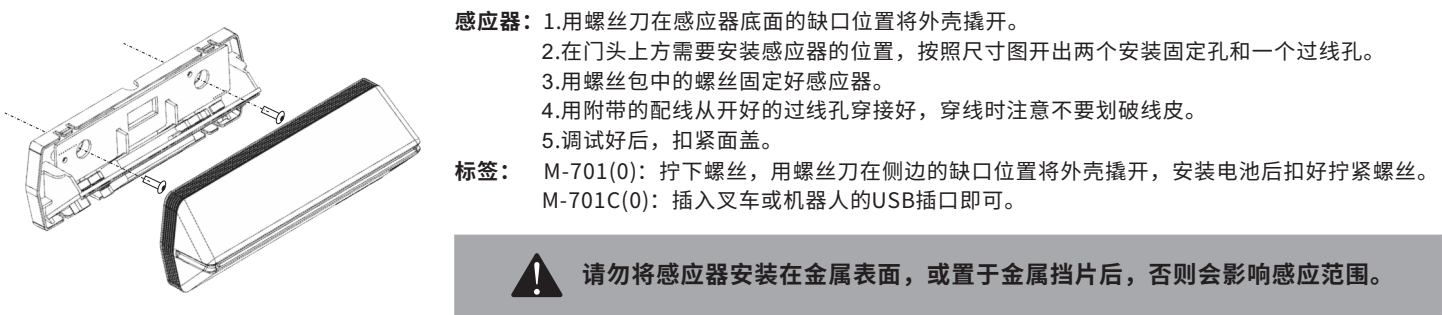 感应器：1.用螺丝刀在感应器底面的缺口位置将外壳撬开。
2.在门头上方需要安装感应器的位置，按照尺寸图开出两个安装固定孔和一个过线孔。
3.用螺丝包中的螺丝固定好感应器。
4.用附带的配线从开好的过线孔穿接好，穿线时注意不要划破线皮。
5.调试好后，扣紧面盖。
标签： M-701(0)：拧下螺丝，用螺丝刀在侧边的缺口位置将外壳撬开，安装电池后扣好拧紧螺丝。
M-701C(0)：插入叉车或机器人的USB插口即可。
请勿将感应器安装在金属表面，或置于金属挡片后，否则会影响感应范围。